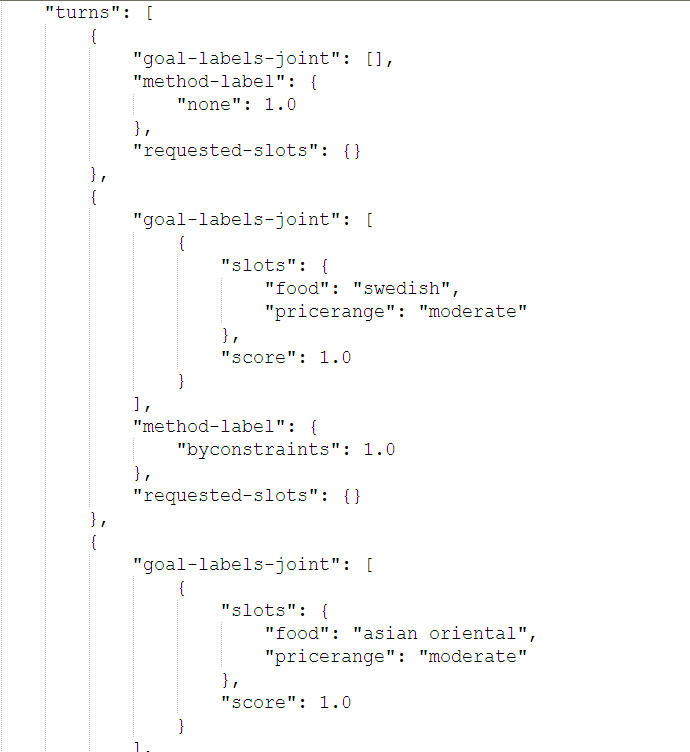 "turns": [
{
"goal-labels-joint": [],
"method-label": {
"none": 1.0
},
"requested-slots": {}
},
{
"goal-labels-joint": [
{
"slots": {
"food": "swedish",
"pricerange": "moderate"
},
"score": 1.0
}
],
"method-label": {
"byconstraints": 1.0
},
"requested-slots": {}
},
{
"goal-labels-joint": [
{
"slots": {
"food": "asian oriental",
"pricerange": "moderate"
},
"score": 1.0
}
],